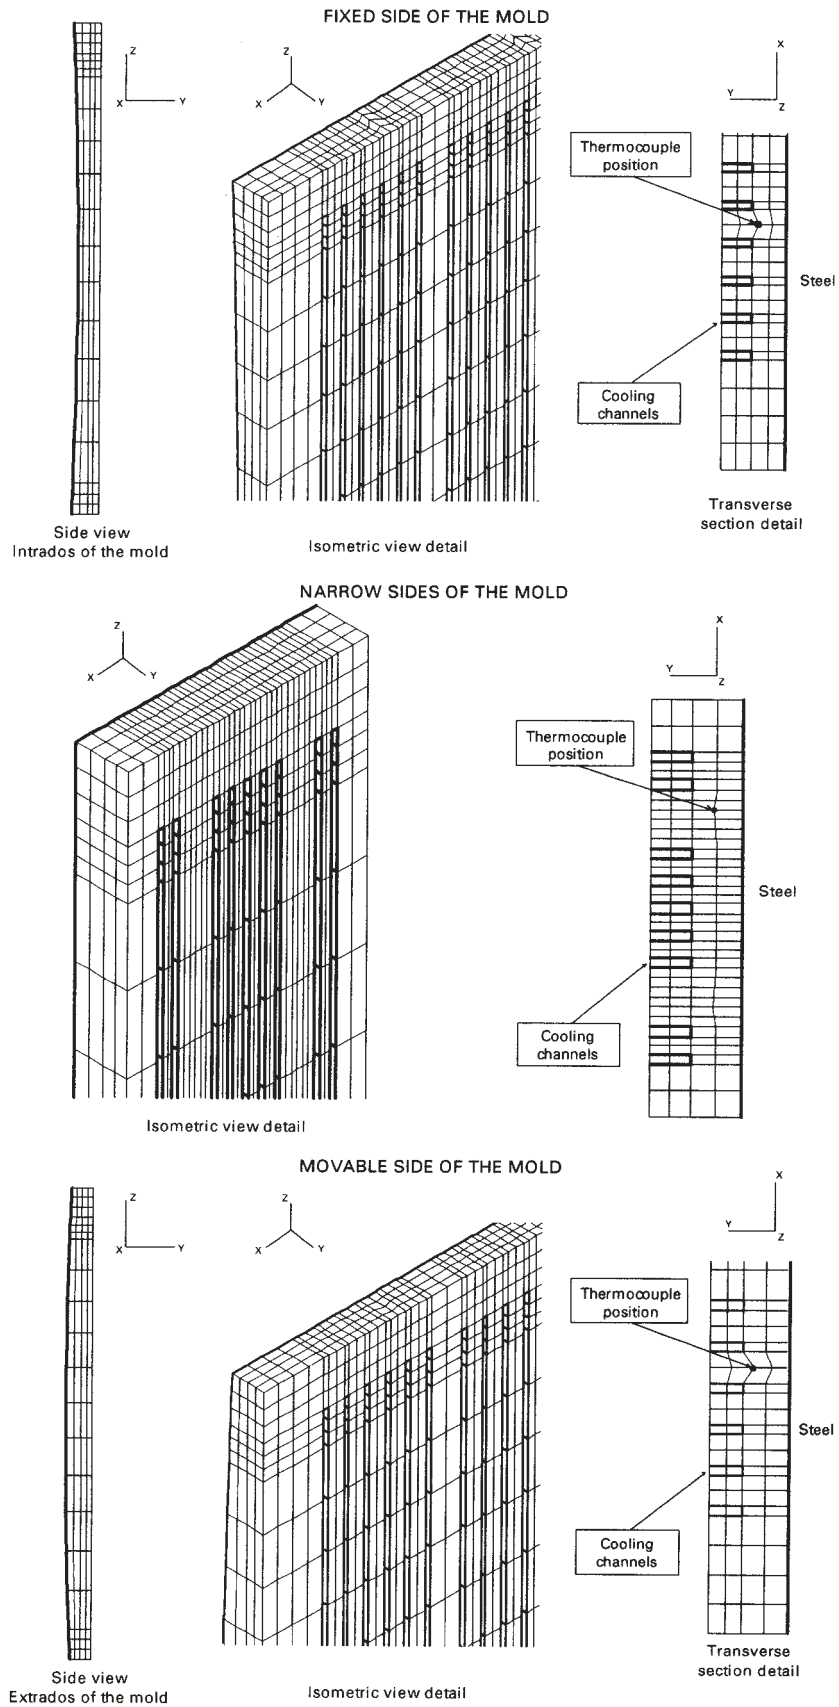 FIXED SIDE OF THE MOLD
Z
X
Y
Z
X
Y
X
Y
Z
Thermocouple
position
Steel
Cooling
channels
Side view
Intrados of the mold
Isometric view detail
Transverse
section detail
NARROW SIDES OF THE MOLD
Z
X
Y
X
Y
Z
Thermocouple
position
Steel
Cooling
channels
Isometric view detail
MOVABLE SIDE OF THE MOLD
Z
X
Y
Z
X
Y
X
Y
Z
Thermocouple
position
Steel
Cooling
channels
Side view
Extrados of the mold
Isometric view detail
Transverse
section detail